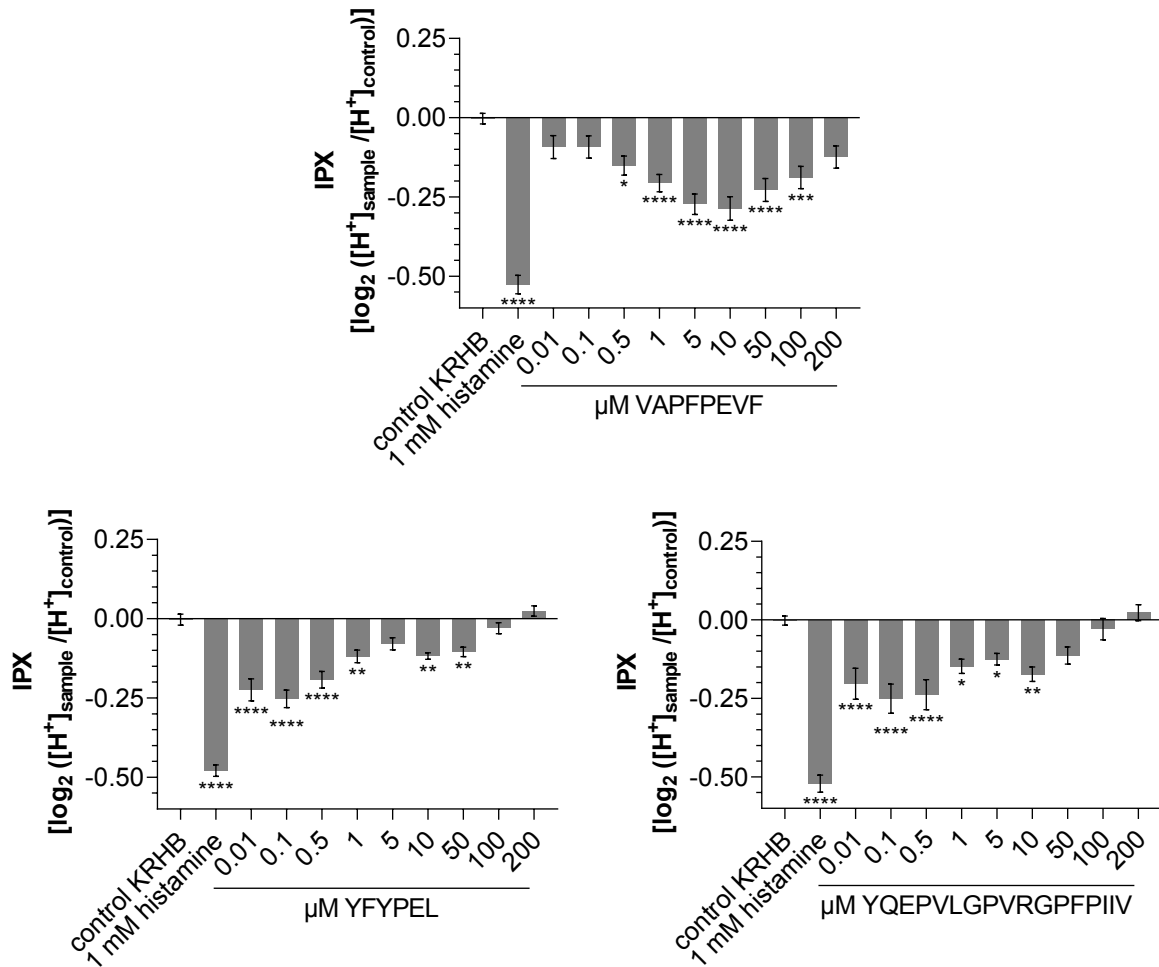 IPX
[log₂ ([H⁺]sample /[H⁺]control)]
0.25
0.00
-0.25
-0.50
* **** **** **** **** ***
****
control KRHB 1 mM histamine 0.01 0.1 0.5 1 5 10 50 100 200
µM VAPFPEVF
IPX
[log₂ ([H⁺]sample /[H⁺]control)]
0.25
0.00
-0.25
-0.50
**** **** **** ** ** **
****
control KRHB 1 mM histamine 0.01 0.1 0.5 1 5 10 50 100 200
µM YFYPEL
IPX
[log₂ ([H⁺]sample /[H⁺]control)]
0.25
0.00
-0.25
-0.50
**** **** **** * * **
****
control KRHB 1 mM histamine 0.01 0.1 0.5 1 5 10 50 100 200
µM YQEPVLGPVRGPFPIIV